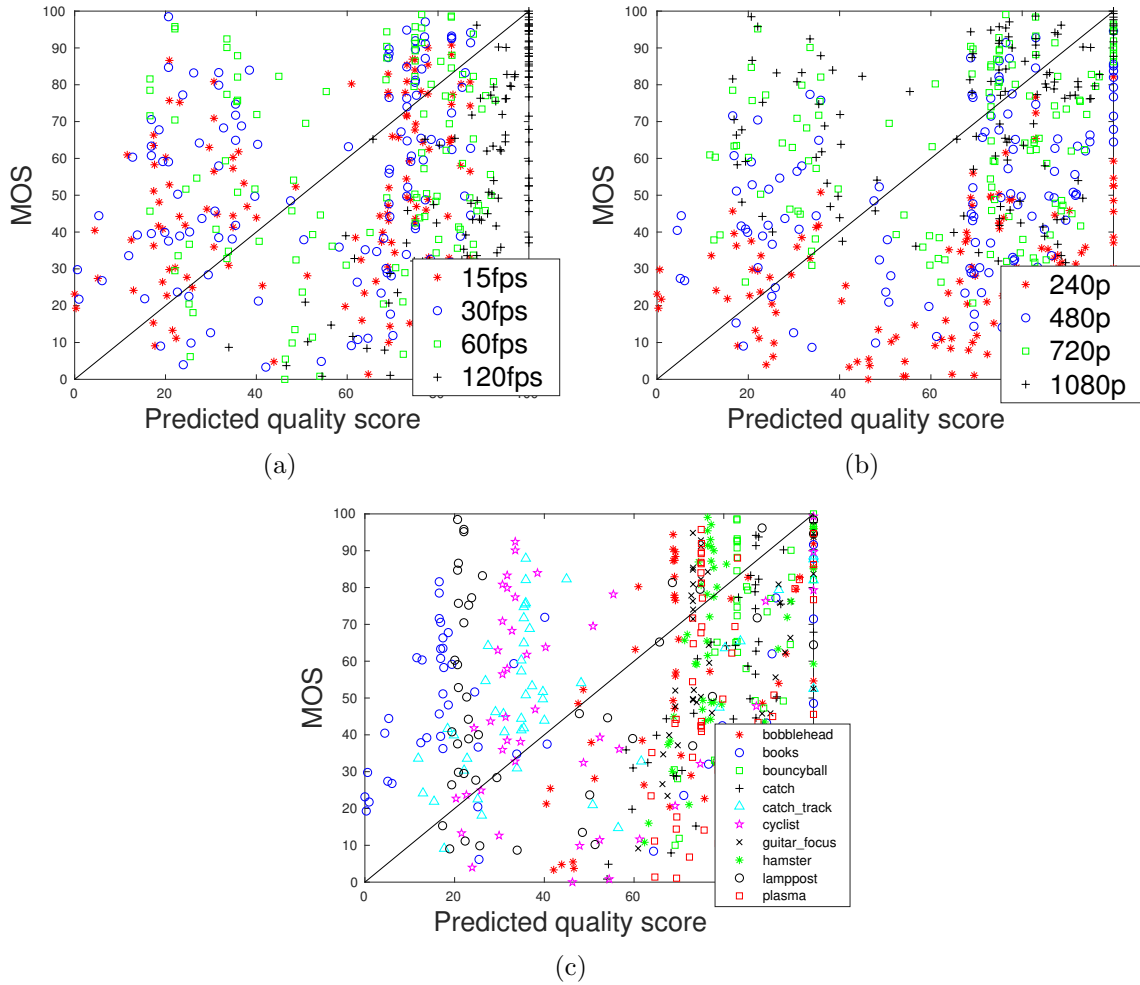 100
90
80
70
60
50
40
30
20
10
0
MOS
0 20 40 60 80
Predicted quality score
15fps
30fps
60fps
120fps
(a)
100
90
80
70
60
50
40
30
20
10
0
MOS
0 20 40 60
Predicted quality score
240p
480p
720p
1080p
(b)
100
90
80
70
60
50
40
30
20
10
0
MOS
0 20 40 60
Predicted quality score
bobblehead
books
bouncyball
catch
catch_track
cyclist
guitar_focus
hamster
lamppost
plasma
(c)